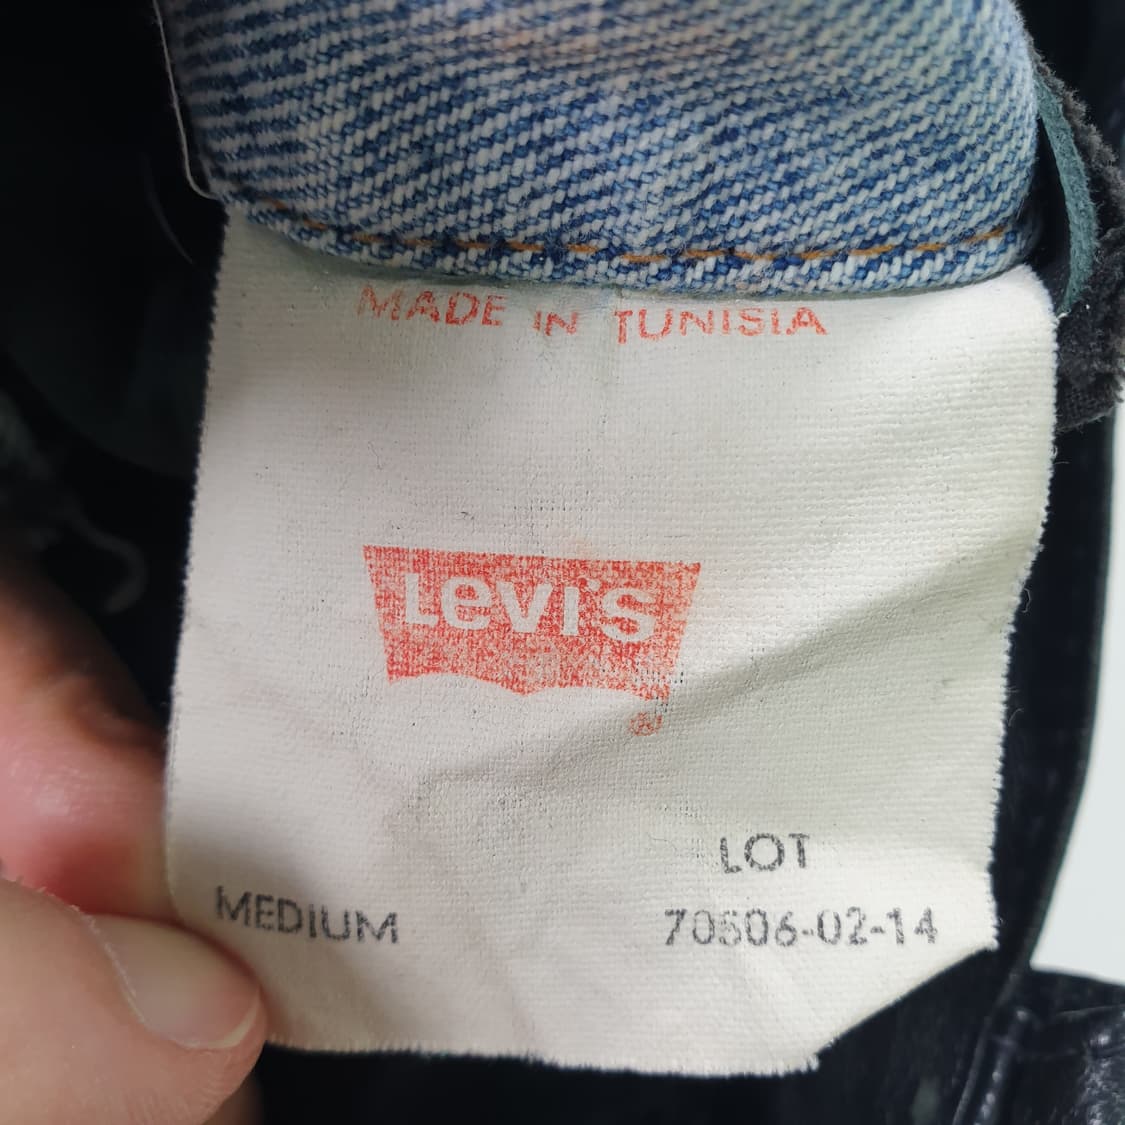 MADE IN TUNISIA
Levi's
®
LOT
MEDIUM 70506-02-14